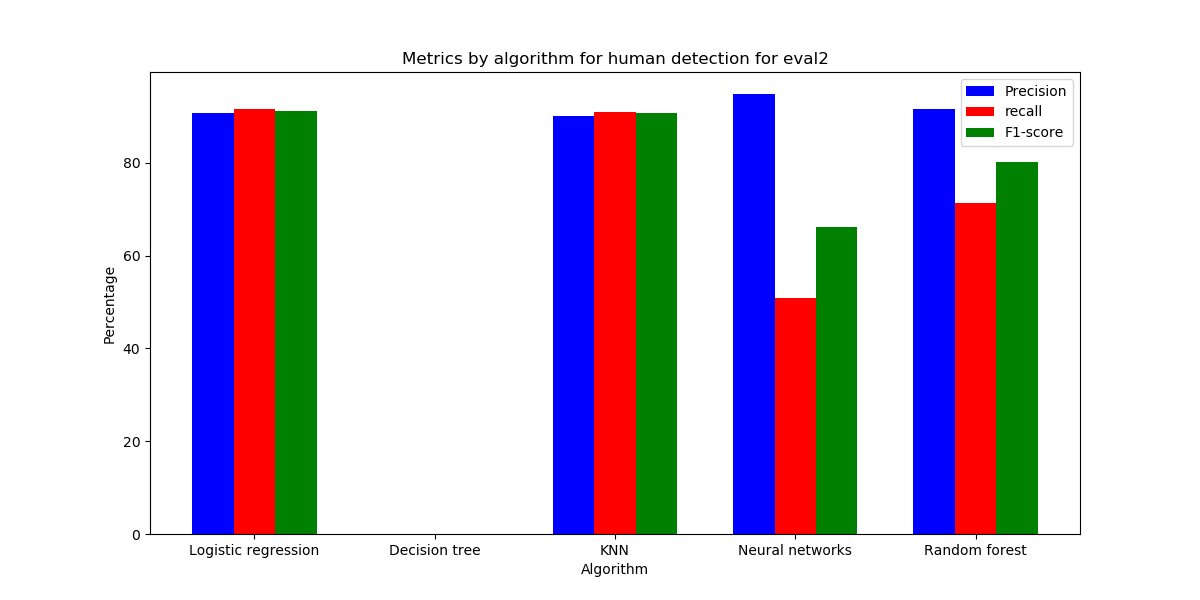 Metrics by algorithm for human detection for eval2
Precision
recall
F1-score
Percentage
80
60
40
20
0
Logistic regression Decision tree KNN Neural networks Random forest
Algorithm